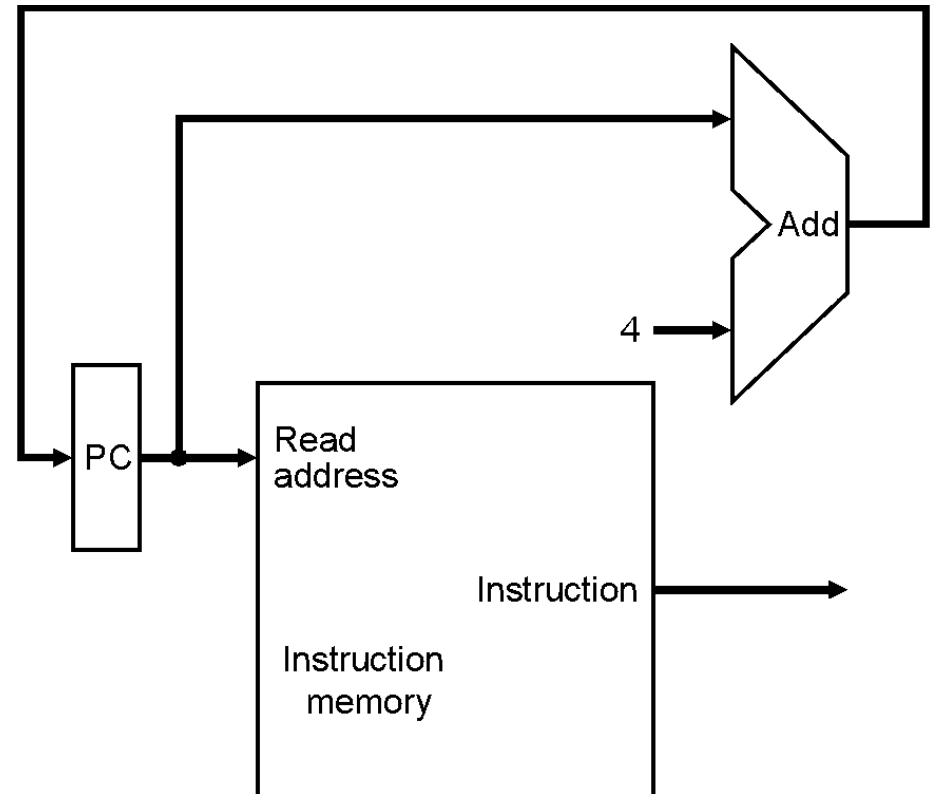 Add
4
PC
Read
address
Instruction
Instruction
memory